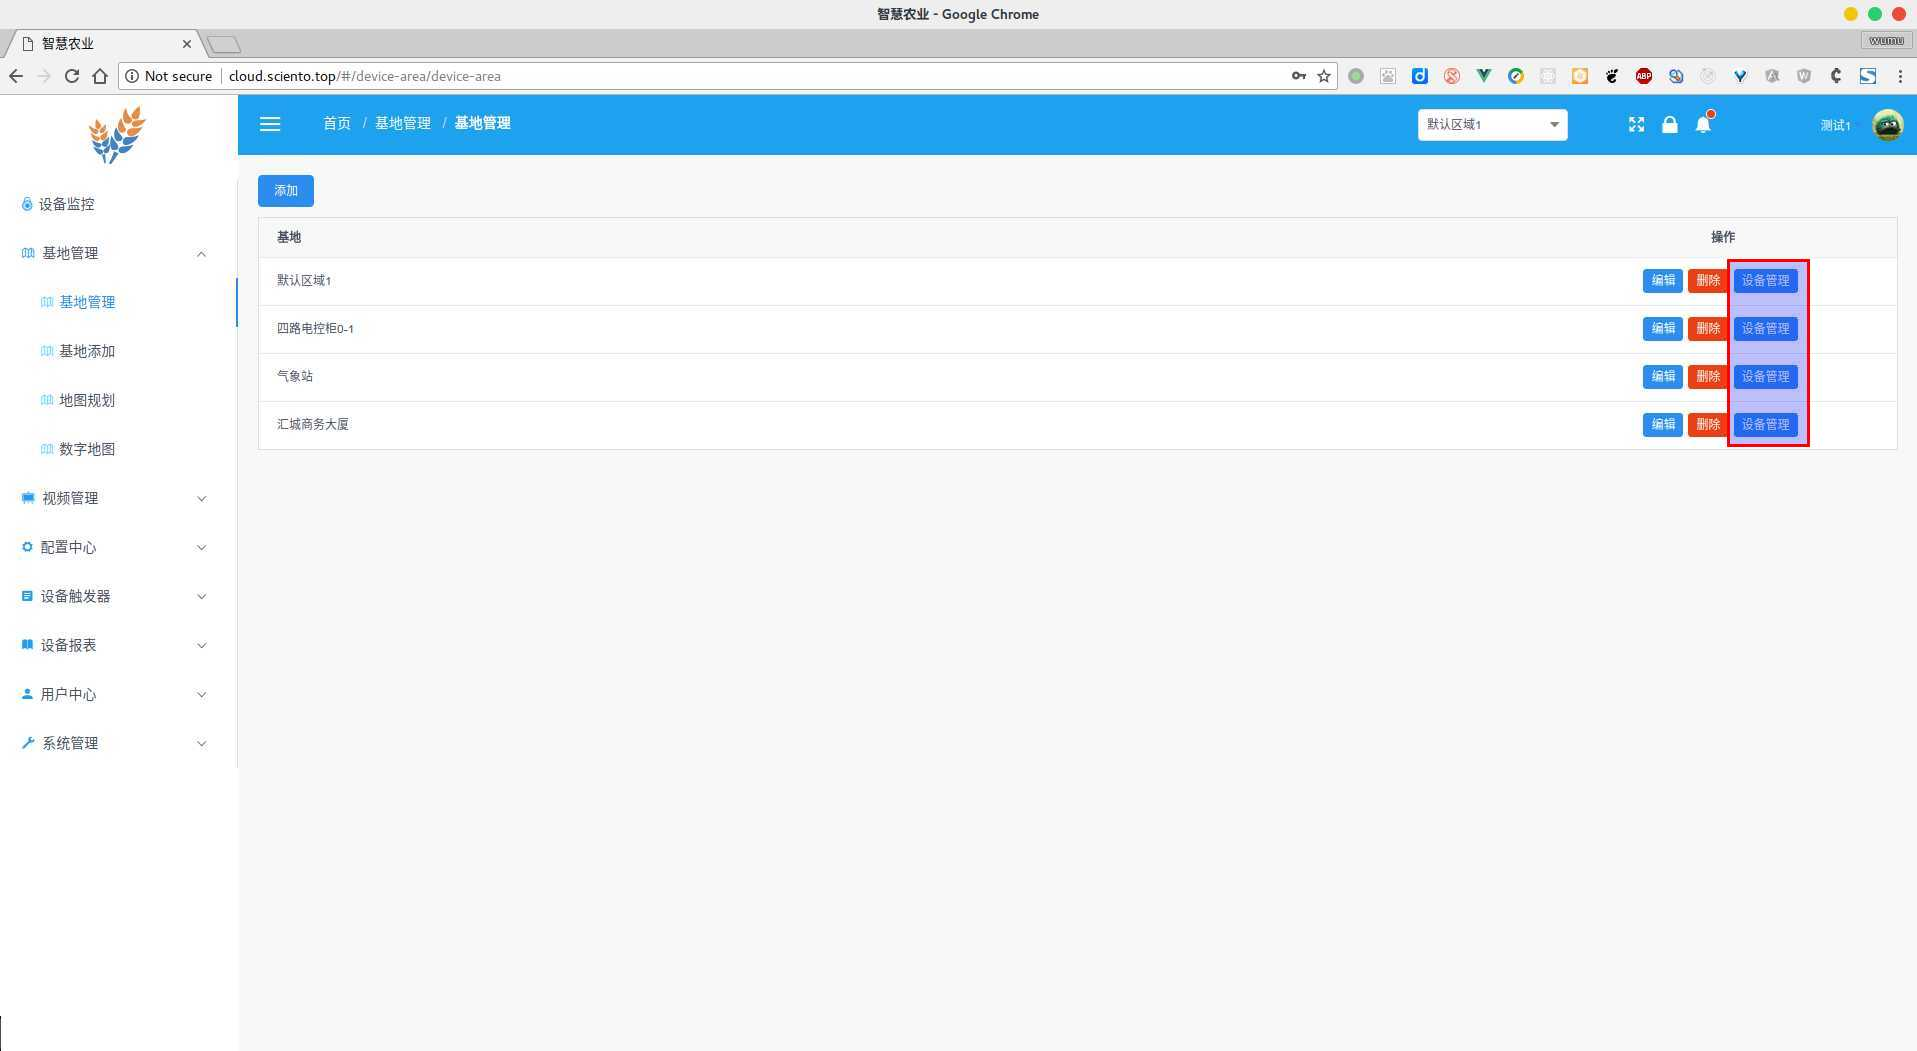 智慧农业 - Google Chrome
智慧农业
wumu
Not secure cloud.sciento.top/#/device-area/device-area
ABP
首页 / 基地管理 / 基地管理
默认区域1
测试1
设备监控
基地管理
基地管理
基地添加
地图规划
数字地图
视频管理
配置中心
设备触发器
设备报表
用户中心
系统管理
添加
基地 操作
默认区域1 编辑 删除 设备管理
四路电控柜0-1 编辑 删除 设备管理
气象站 编辑 删除 设备管理
汇城商务大厦 编辑 删除 设备管理